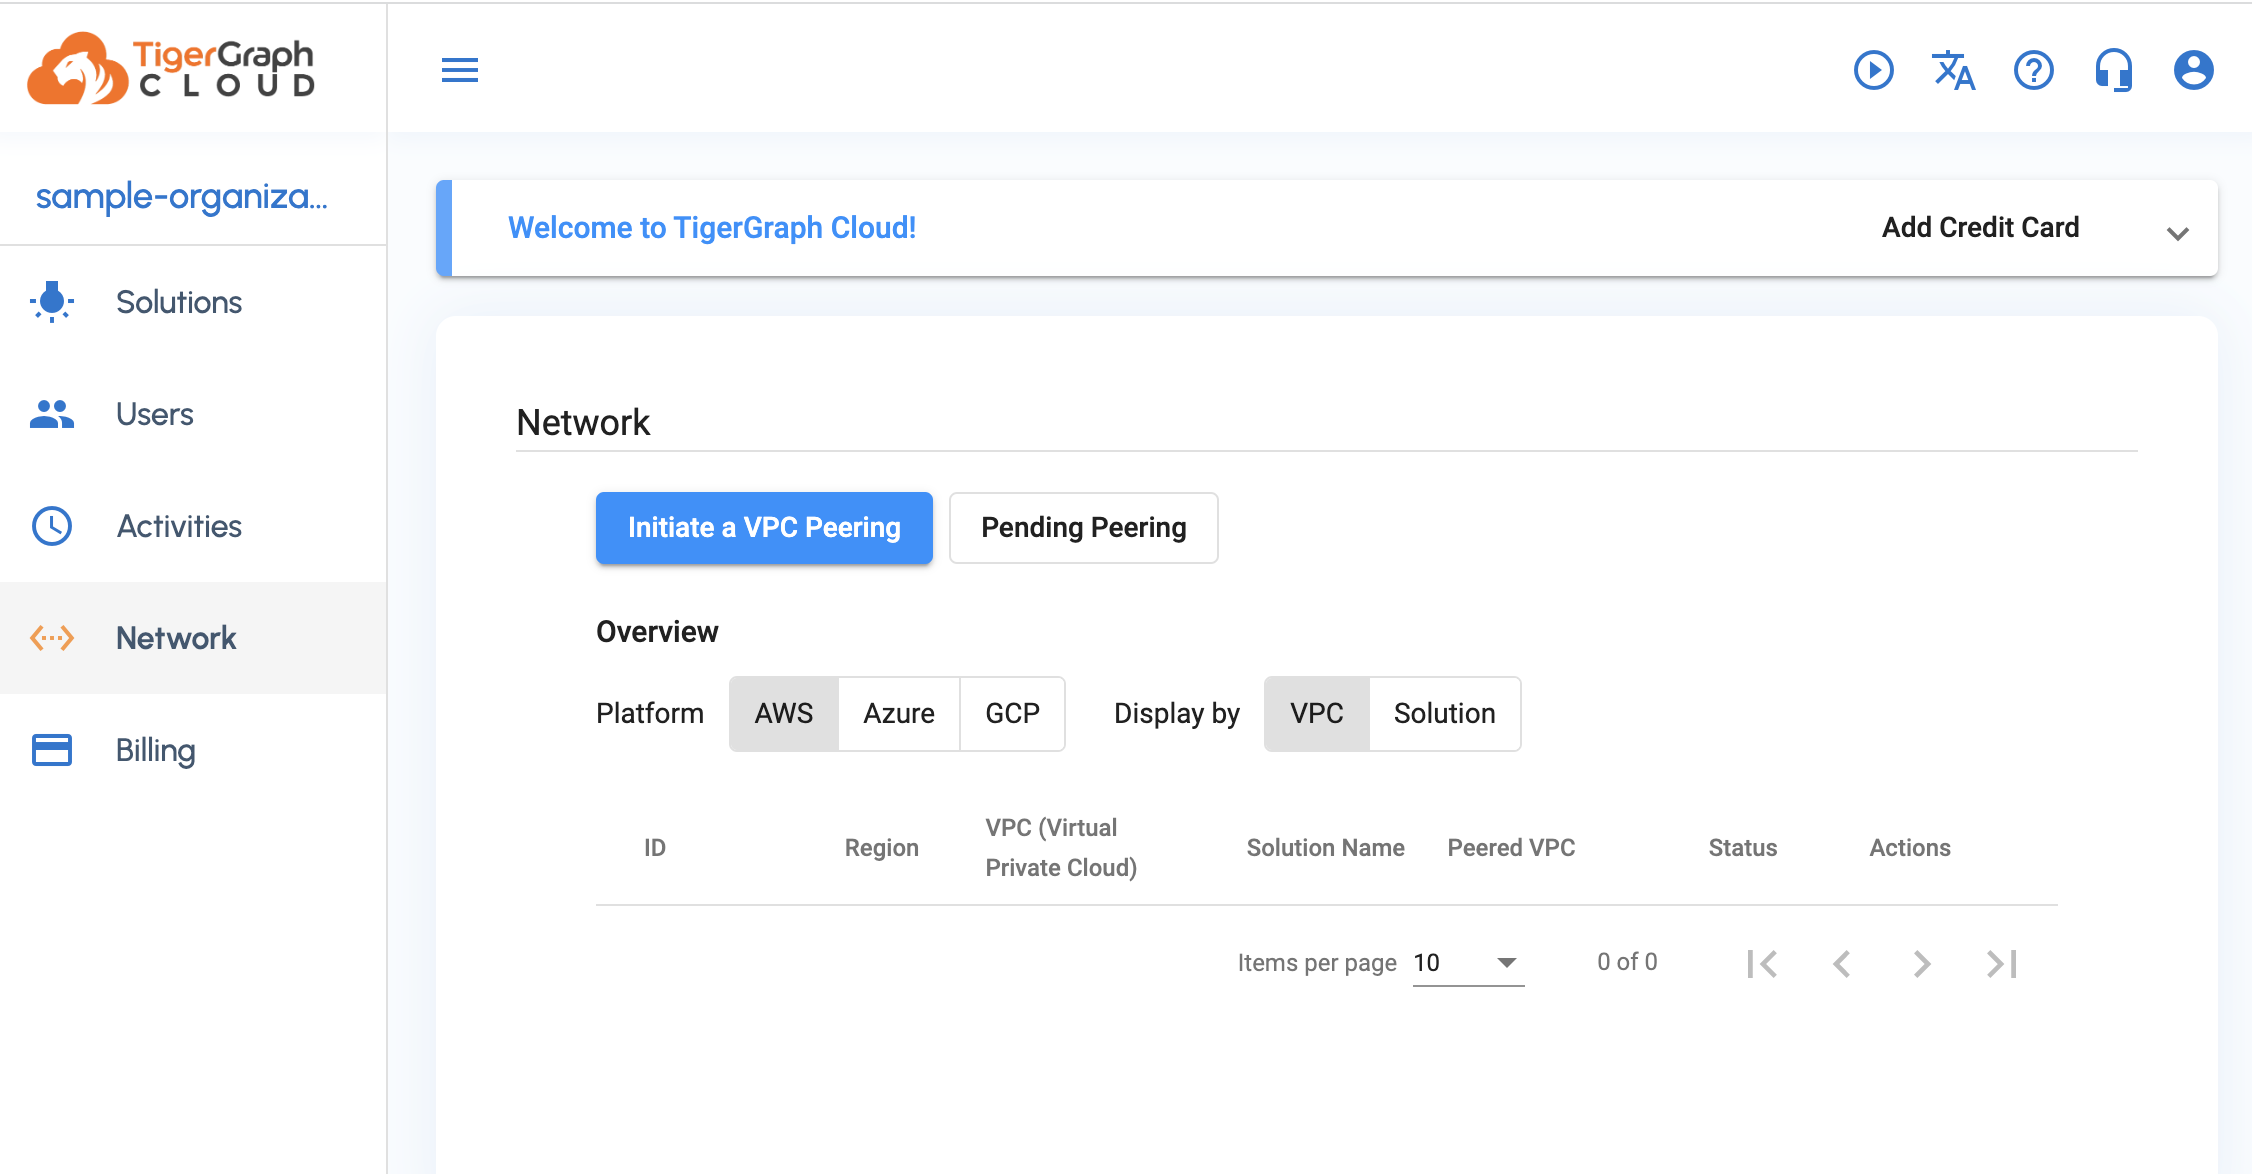 TigerGraph
CLOUD
sample-organiza...
Solutions
Users
Activities
Network
Billing
Welcome to TigerGraph Cloud!
Add Credit Card
Network
Initiate a VPC Peering
Pending Peering
Overview
Platform AWS Azure GCP Display by VPC Solution
ID Region VPC (Virtual Private Cloud) Solution Name Peered VPC Status Actions
Items per page 10 0 of 0